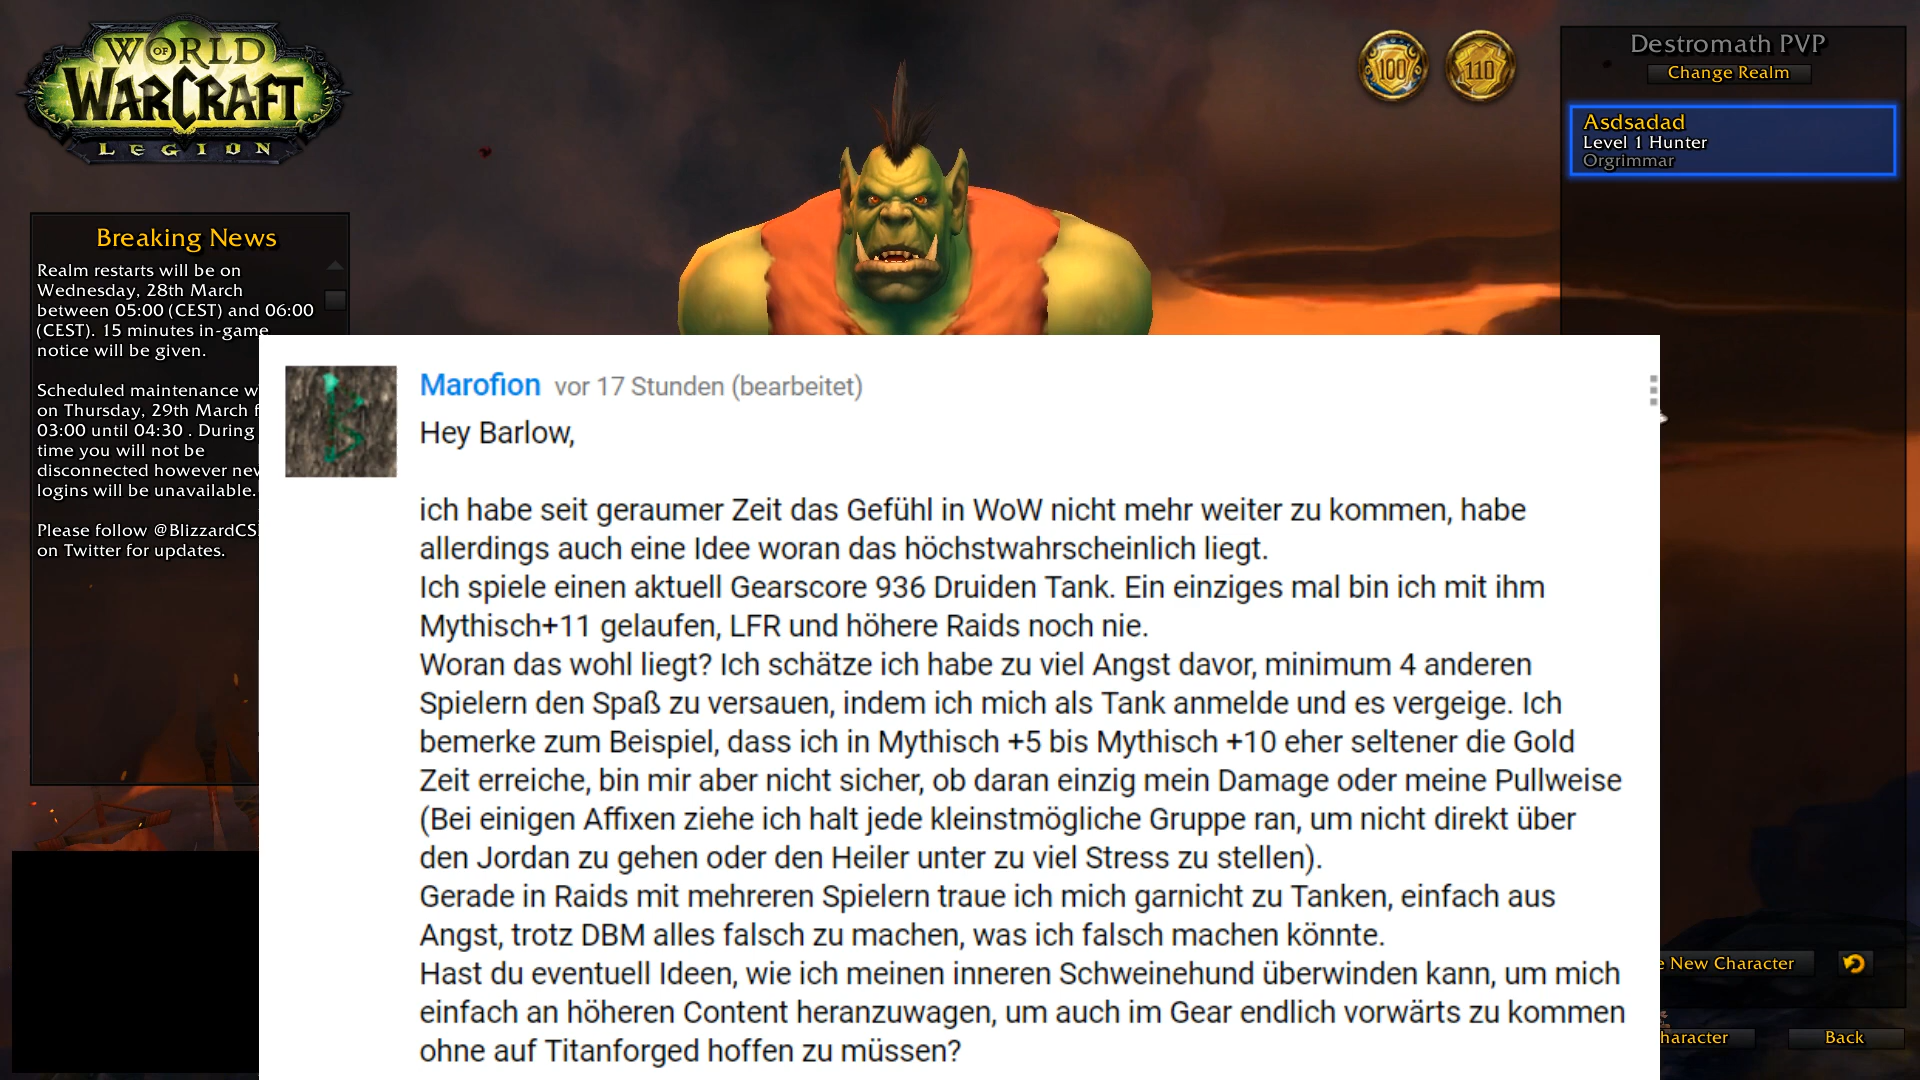 WORLD OF
WARCRAFT
LEGION
100
110
Destromath PVP
Change Realm
Asdsadad
Level 1 Hunter
Orgrimmar
Breaking News
Realm restarts will be on
Wednesday, 28th March
between 05:00 (CEST) and 06:00
(CEST). 15 minutes in-game
notice will be given.
Scheduled maintenance w
on Thursday, 29th March f
03:00 until 04:30 . During
time you will not be
disconnected however nev
logins will be unavailable.
Please follow @BlizzardCS
on Twitter for updates.
Marofion vor 17 Stunden (bearbeitet)
Hey Barlow,
ich habe seit geraumer Zeit das Gefühl in WoW nicht mehr weiter zu kommen, habe
allerdings auch eine Idee woran das höchstwahrscheinlich liegt.
Ich spiele einen aktuell Gearscore 936 Druiden Tank. Ein einziges mal bin ich mit ihm
Mythisch+11 gelaufen, LFR und höhere Raids noch nie.
Woran das wohl liegt? Ich schätze ich habe zu viel Angst davor, minimum 4 anderen
Spielern den Spaß zu versauen, indem ich mich als Tank anmelde und es vergeige. Ich
bemerke zum Beispiel, dass ich in Mythisch +5 bis Mythisch +10 eher seltener die Gold
Zeit erreiche, bin mir aber nicht sicher, ob daran einzig mein Damage oder meine Pullweise
(Bei einigen Affixen ziehe ich halt jede kleinstmögliche Gruppe ran, um nicht direkt über
den Jordan zu gehen oder den Heiler unter zu viel Stress zu stellen).
Gerade in Raids mit mehreren Spielern traue ich mich garnicht zu Tanken, einfach aus
Angst, trotz DBM alles falsch zu machen, was ich falsch machen könnte.
Hast du eventuell Ideen, wie ich meinen inneren Schweinehund überwinden kann, um mich
einfach an höheren Content heranzuwagen, um auch im Gear endlich vorwärts zu kommen
ohne auf Titanforged hoffen zu müssen?
e New Character
haracter
Back